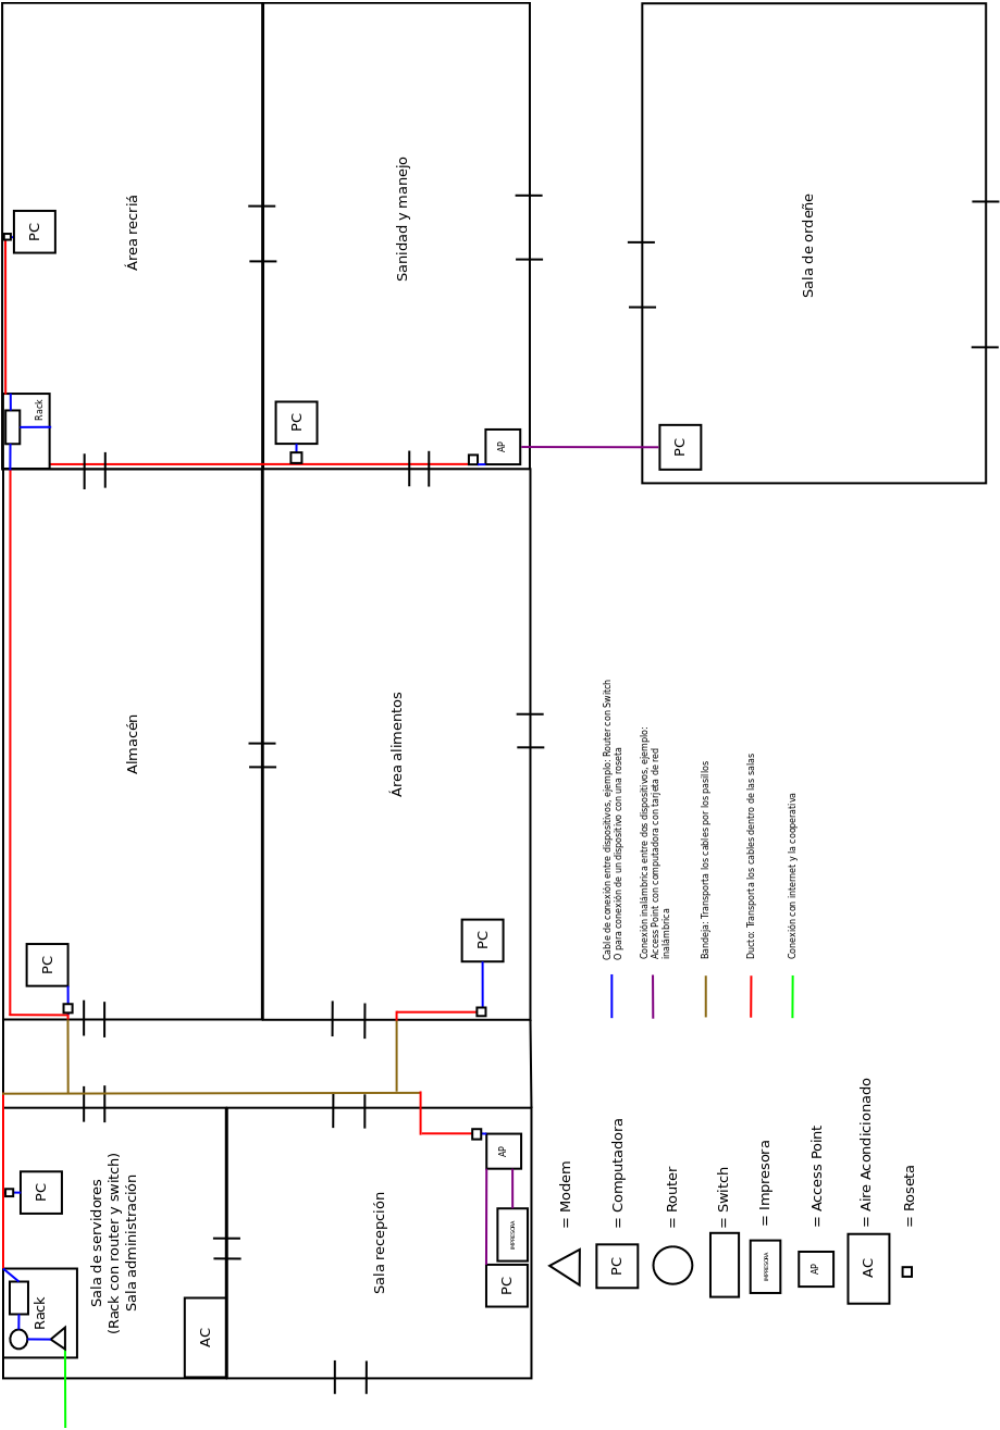 Área recriá
PC
Rack
Sanidad y manejo
PC
AP
Sala de ordeñe
PC
Almacén
PC
Área alimentos
PC
Sala de servidores
(Rack con router y switch)
Sala administración
PC
Rack
AC
Sala recepción
AP
IMPRESORA
PC
Cable de conexión entre dispositivos, ejemplo: Router con Switch
O para conexión de un dispositivo con una roseta
Conexión inalámbrica entre dos dispositivos, ejemplo:
Access Point con computadora con tarjeta de red
inalámbrica
Bandeja: Transporta los cables por los pasillos
Ducto: Transporta los cables dentro de las salas
Conexión con internet y la cooperativa
= Modem
PC = Computadora
= Router
= Switch
IMPRESORA = Impresora
AP = Access Point
AC = Aire Acondicionado
= Roseta